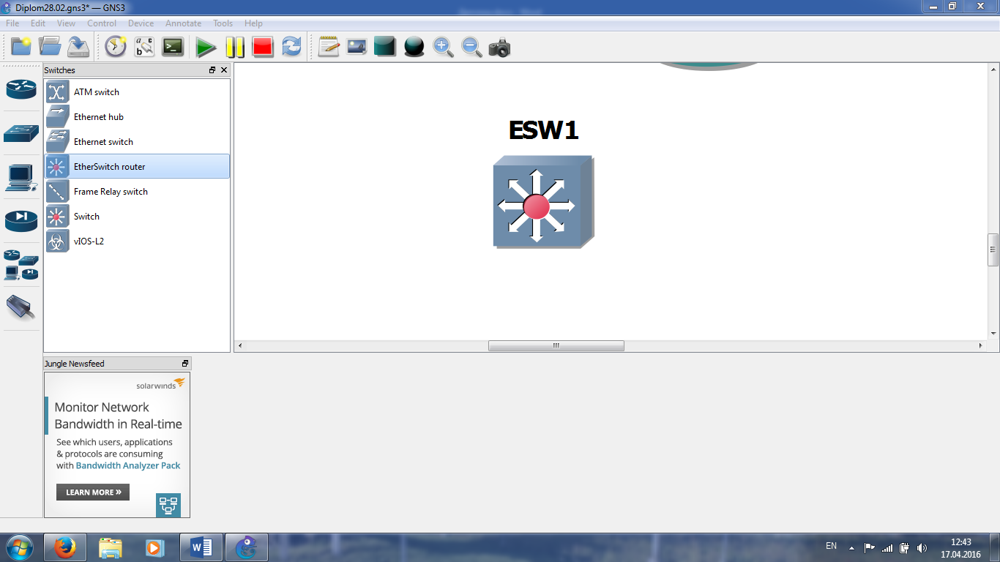 Diplom28.02.gns3* — GNS3
File Edit View Control Device Annotate Tools Help
Switches
ATM switch
Ethernet hub
Ethernet switch
EtherSwitch router
Frame Relay switch
Switch
vIOS-L2
ESW1
Jungle Newsfeed
solarwinds
Monitor Network
Bandwidth in Real-time
See which users, applications
& protocols are consuming
with Bandwidth Analyzer Pack
LEARN MORE »
EN
12:43
17.04.2016